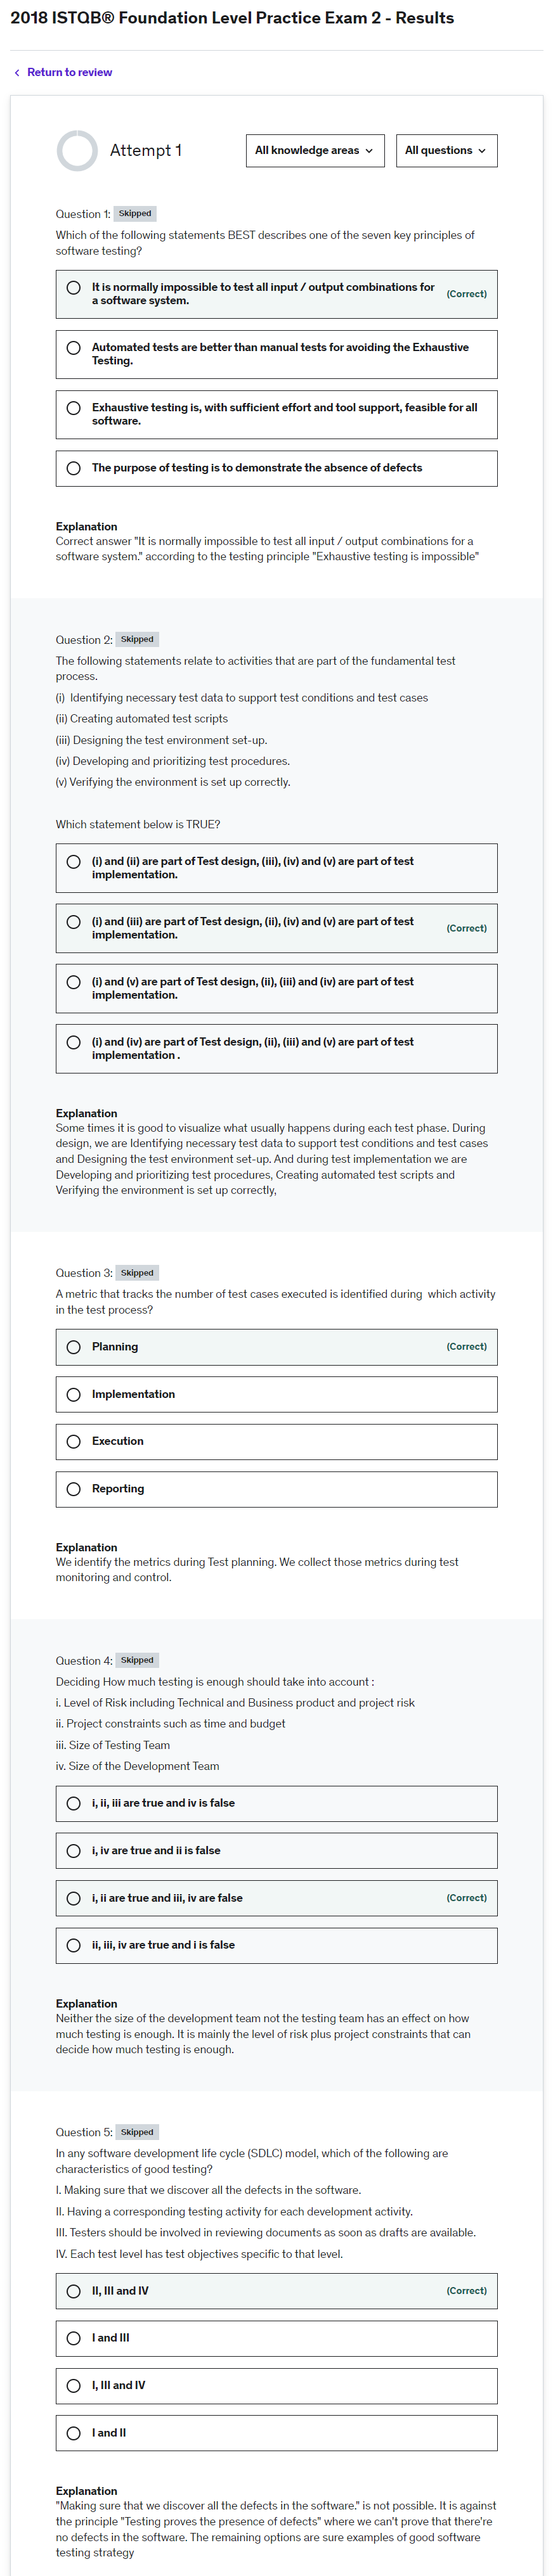 2018 ISTQB® Foundation Level Practice Exam 2 - Results
Return to review
Attempt 1
All knowledge areas
All questions
Question 1: Skipped
Which of the following statements BEST describes one of the seven key principles of
software testing?
It is normally impossible to test all input / output combinations for
a software system.
(Correct)
Automated tests are better than manual tests for avoiding the Exhaustive
Testing.
Exhaustive testing is, with sufficient effort and tool support, feasible for all
software.
The purpose of testing is to demonstrate the absence of defects
Explanation
Correct answer "It is normally impossible to test all input / output combinations for a
software system." according to the testing principle "Exhaustive testing is impossible"
Question 2: Skipped
The following statements relate to activities that are part of the fundamental test
process.
(i) Identifying necessary test data to support test conditions and test cases
(ii) Creating automated test scripts
(iii) Designing the test environment set-up.
(iv) Developing and prioritizing test procedures.
(v) Verifying the environment is set up correctly.
Which statement below is TRUE?
(i) and (ii) are part of Test design, (iii), (iv) and (v) are part of test
implementation.
(i) and (iii) are part of Test design, (ii), (iv) and (v) are part of test
implementation.
(Correct)
(i) and (v) are part of Test design, (ii), (iii) and (iv) are part of test
implementation.
(i) and (iv) are part of Test design, (ii), (iii) and (v) are part of test
implementation .
Explanation
Some times it is good to visualize what usually happens during each test phase. During
design, we are Identifying necessary test data to support test conditions and test cases
and Designing the test environment set-up. And during test implementation we are
Developing and prioritizing test procedures, Creating automated test scripts and
Verifying the environment is set up correctly,
Question 3: Skipped
A metric that tracks the number of test cases executed is identified during which activity
in the test process?
Planning
(Correct)
Implementation
Execution
Reporting
Explanation
We identify the metrics during Test planning. We collect those metrics during test
monitoring and control.
Question 4: Skipped
Deciding How much testing is enough should take into account :
i. Level of Risk including Technical and Business product and project risk
ii. Project constraints such as time and budget
iii. Size of Testing Team
iv. Size of the Development Team
i, ii, iii are true and iv is false
i, iv are true and ii is false
i, ii are true and iii, iv are false
(Correct)
ii, iii, iv are true and i is false
Explanation
Neither the size of the development team not the testing team has an effect on how
much testing is enough. It is mainly the level of risk plus project constraints that can
decide how much testing is enough.
Question 5: Skipped
In any software development life cycle (SDLC) model, which of the following are
characteristics of good testing?
I. Making sure that we discover all the defects in the software.
II. Having a corresponding testing activity for each development activity.
III. Testers should be involved in reviewing documents as soon as drafts are available.
IV. Each test level has test objectives specific to that level.
II, III and IV
(Correct)
I and III
I, III and IV
I and II
Explanation
"Making sure that we discover all the defects in the software." is not possible. It is against
the principle "Testing proves the presence of defects" where we can't prove that there're
no defects in the software. The remaining options are sure examples of good software
testing strategy